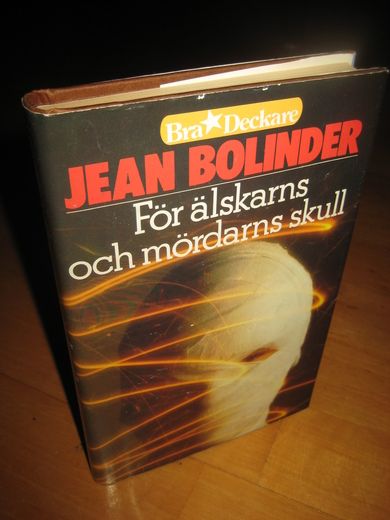 Bra★Deckare
JEAN BOLINDER
För älskarns
och mördarns skull